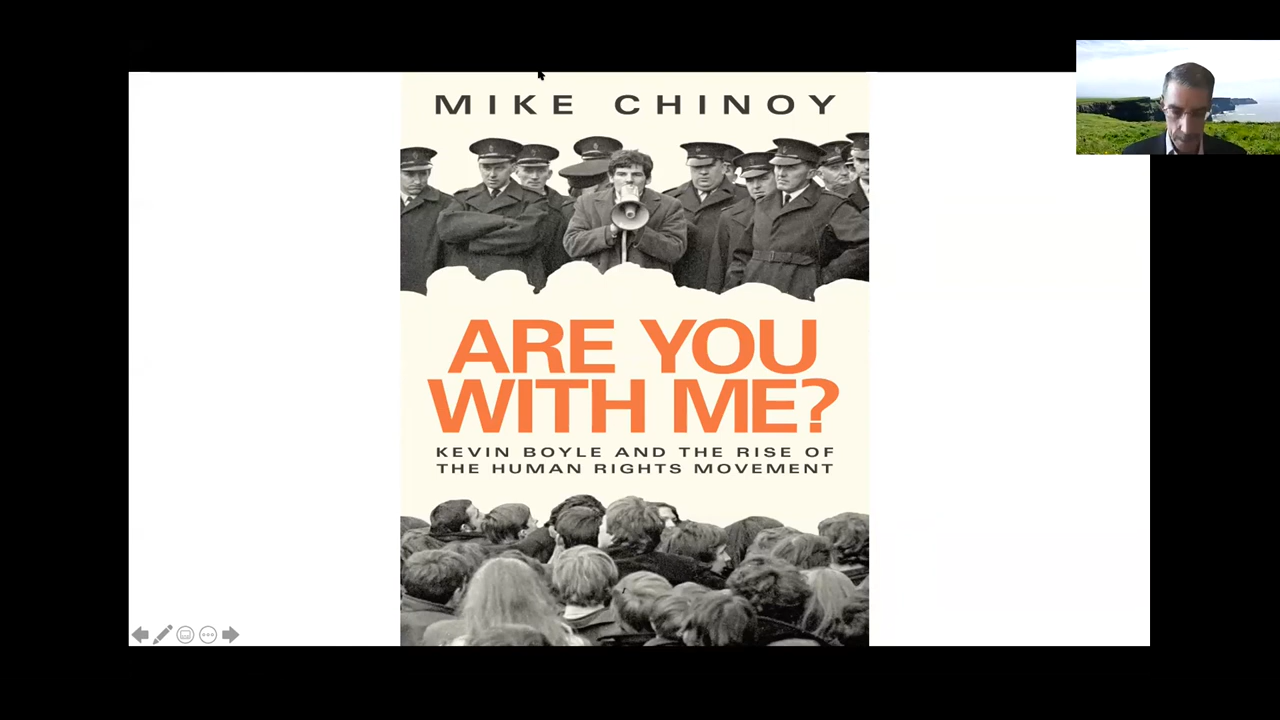 MIKE CHINOY
ARE YOU
WITH ME?
KEVIN BOYLE AND THE RISE OF
THE HUMAN RIGHTS MOVEMENT